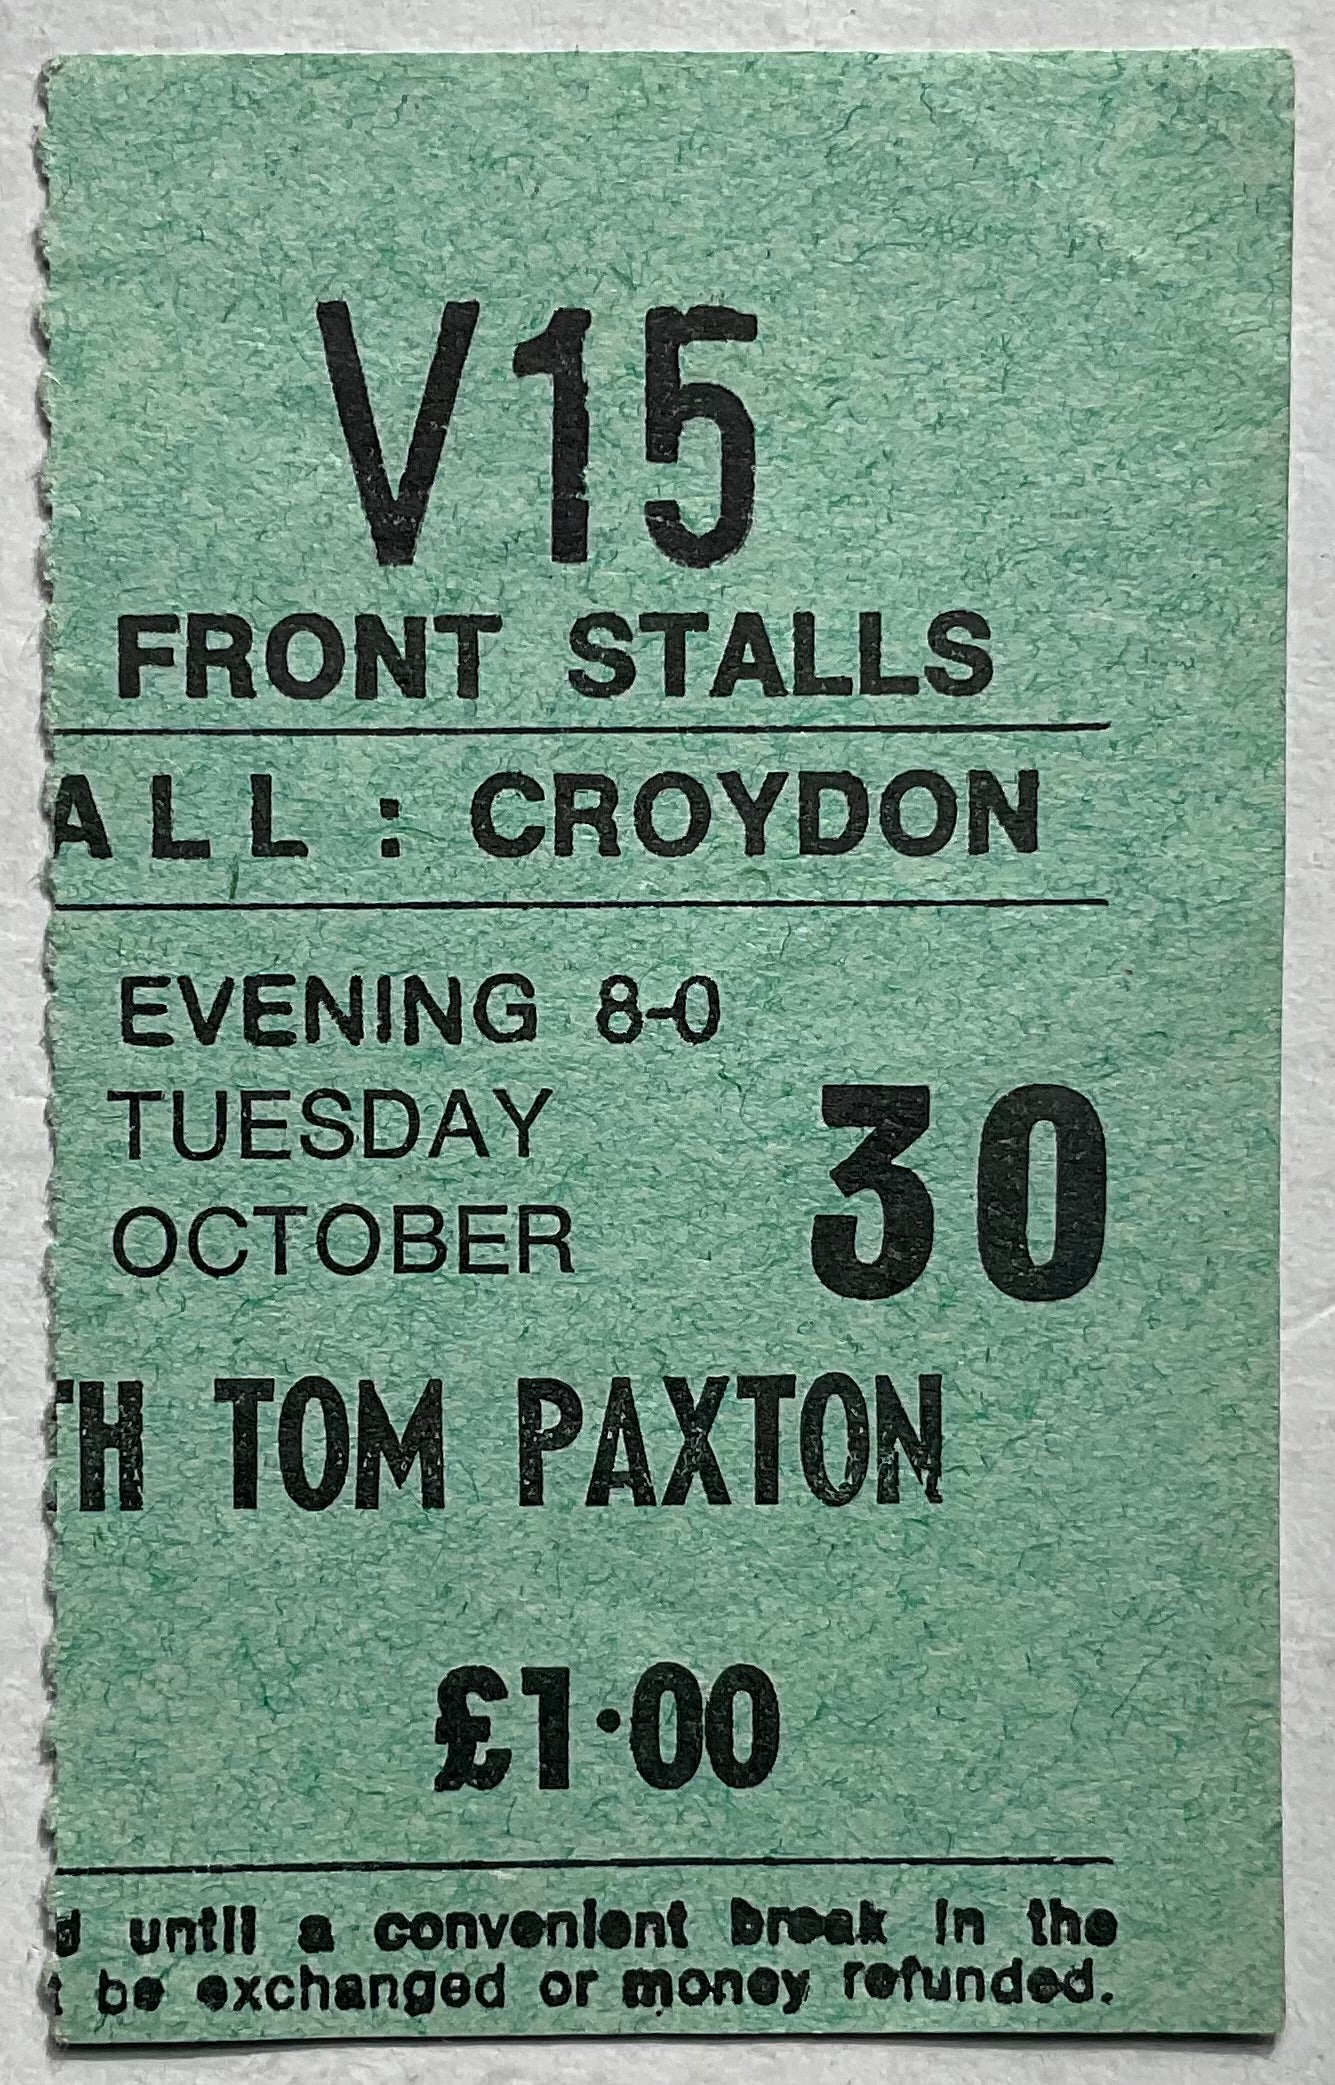 V15
FRONT STALLS
ALL : CROYDON
EVENING 8-0
TUESDAY
OCTOBER 30
TH TOM PAXTON
£1·00
d until a convenient break in the
t be exchanged or money refunded.